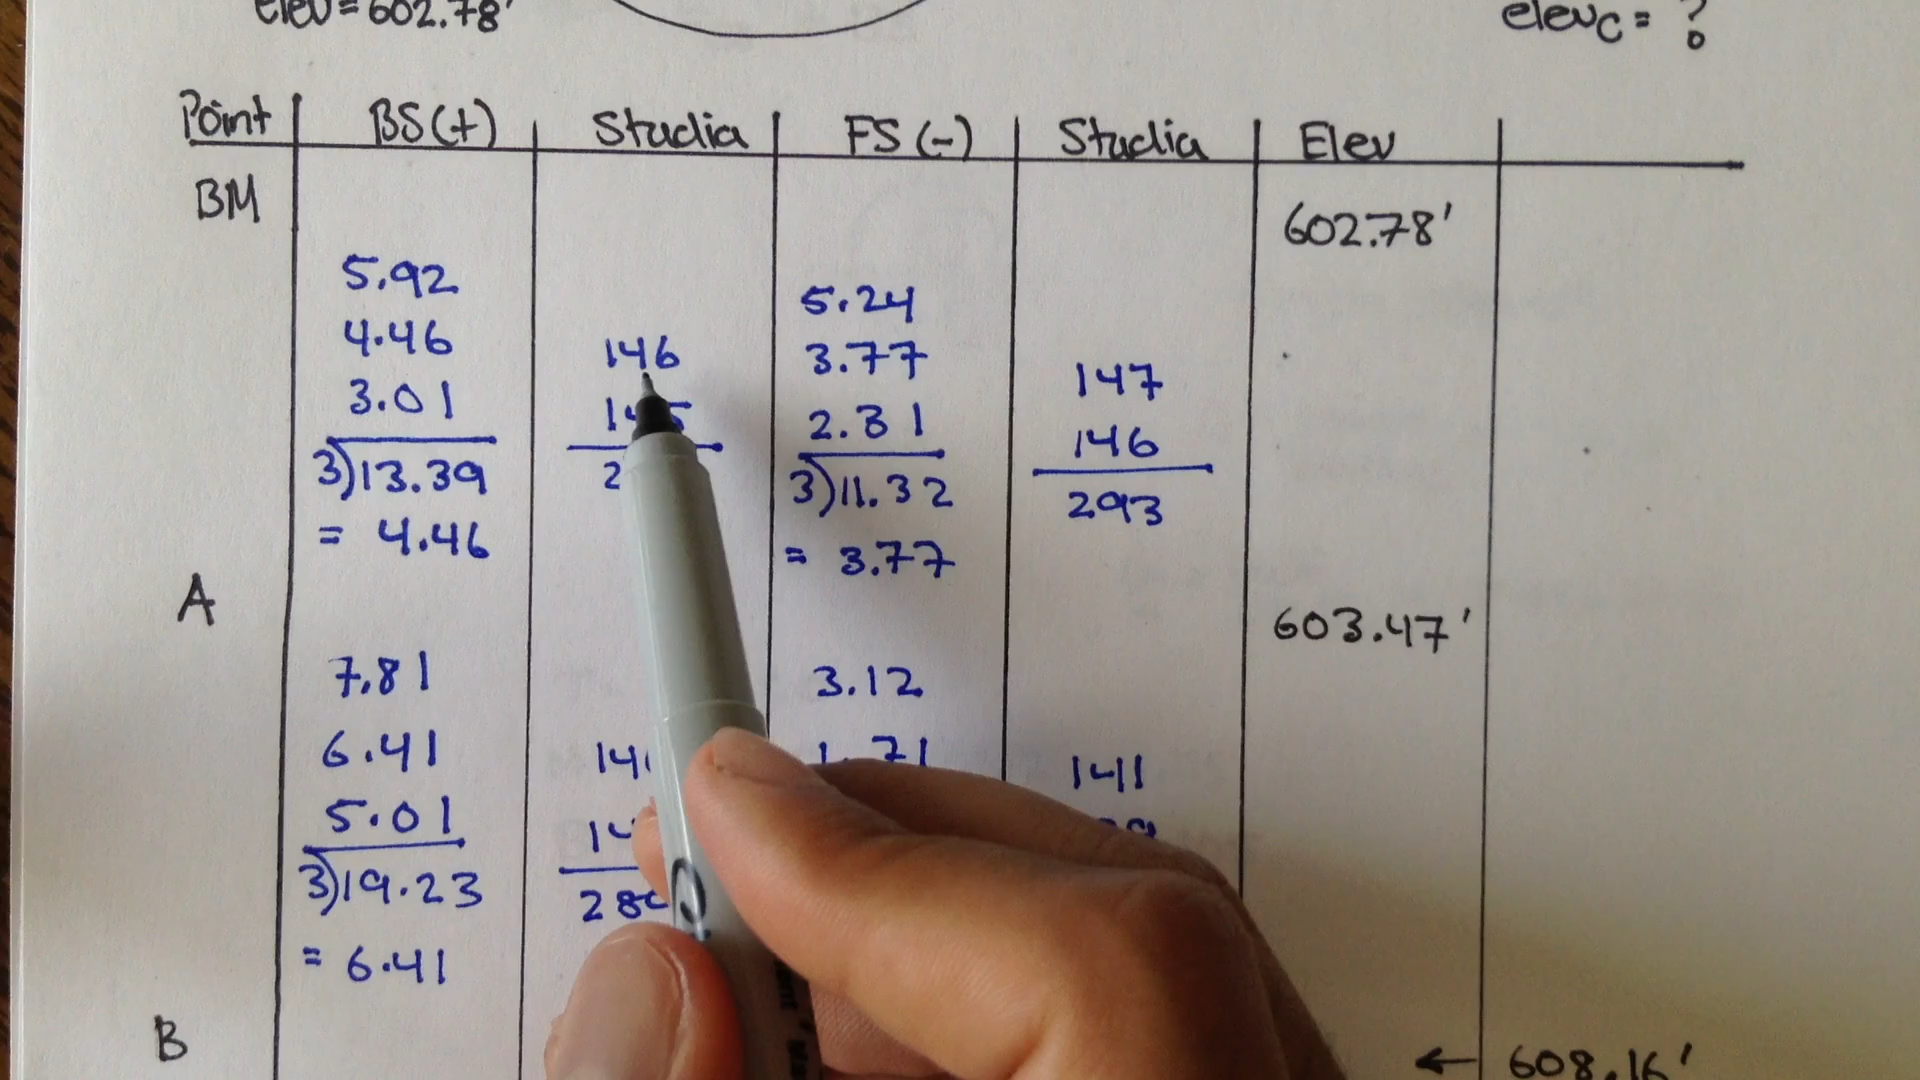 elev = 602.78'
elevc = ?
Point BS (+) Stadia FS (-) Stadia Elev
BM 602.78'
5.92 5.24
4.46 146 3.77 147
3.01 2.31 146
3)13.39 3)11.32 293
= 4.46 = 3.77
A 603.47'
7.81 3.12
6.41 1.71 141
5.01
3)19.23
= 6.41
B ← 608.16'